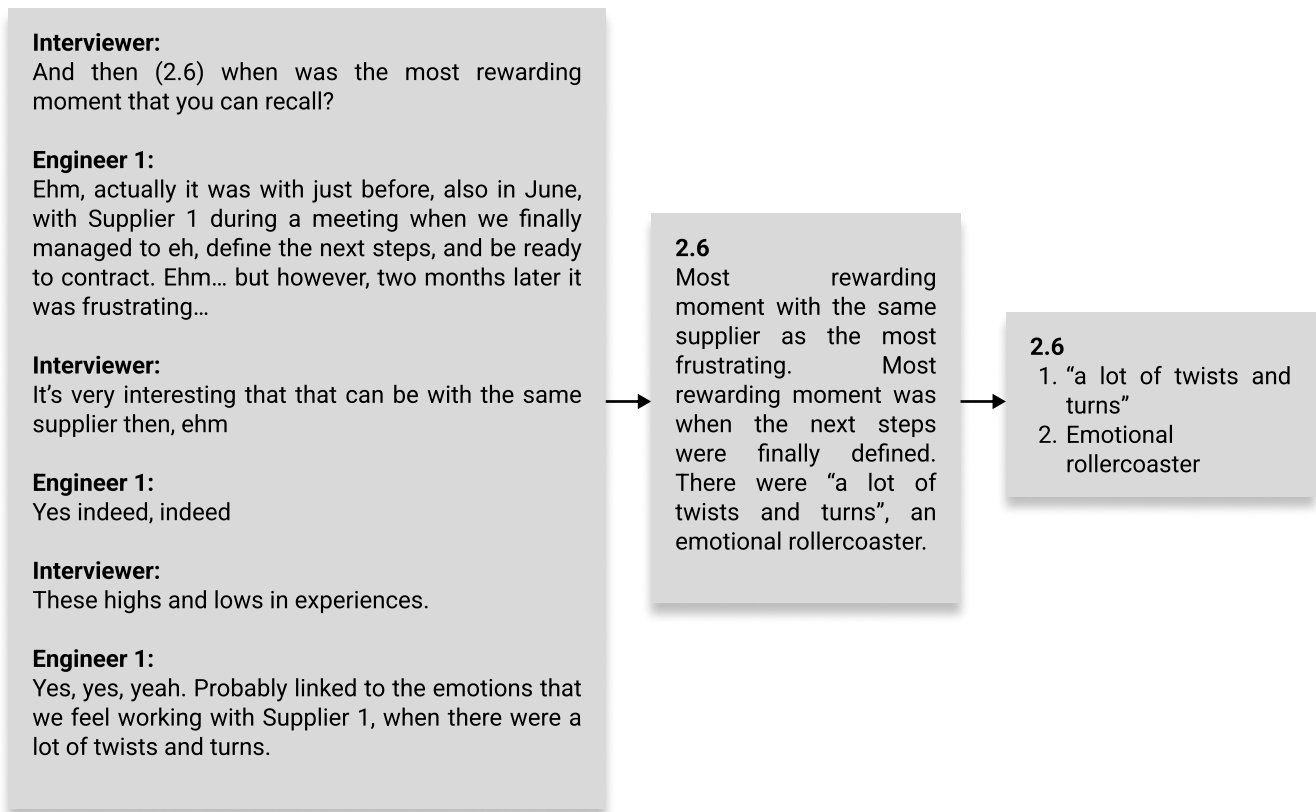 Interviewer:
And then (2.6) when was the most rewarding
moment that you can recall?
Engineer 1:
Ehm, actually it was with just before, also in June,
with Supplier 1 during a meeting when we finally
managed to eh, define the next steps, and be ready
to contract. Ehm… but however, two months later it
was frustrating…
Interviewer:
It’s very interesting that that can be with the same
supplier then, ehm
Engineer 1:
Yes indeed, indeed
Interviewer:
These highs and lows in experiences.
Engineer 1:
Yes, yes, yeah. Probably linked to the emotions that
we feel working with Supplier 1, when there were a
lot of twists and turns.
2.6
Most rewarding
moment with the same
supplier as the most
frustrating. Most
rewarding moment was
when the next steps
were finally defined.
There were “a lot of
twists and turns”, an
emotional rollercoaster.
2.6
1. “a lot of twists and
turns”
2. Emotional
rollercoaster